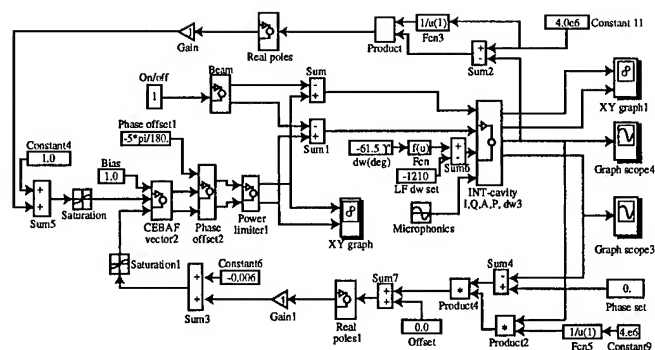 1/u(1)
4.0e6
Constant 11
1
Gain
Real poles
Product
Fcn3
+
-
Sum2
On/off
1
Beam
Sum
-
+
Phase offset1
-5*pi/180.
-
+
Sum1
XY graph1
Constant4
1.0
Bias
1.0
-61.5
dw(deg)
f(u)
Fcn
+
-
Sum6
-1210
LF dw set
Graph scope4
+
+
Sum5
Saturation
CEBAF
vector2
Phase
offset2
Power
limiter1
XY graph
Microphonics
INT-cavity
I,Q,A,P, dw3
Graph scope3
Saturation1
Constant6
-0.006
+
+
Sum3
1
Gain1
Real
poles1
Sum7
+
+
0.0
Offset
*
Product4
Sum4
-
+
0.
Phase set
*
Product2
1/u(1)
Fcn5
4.e6
Constant9